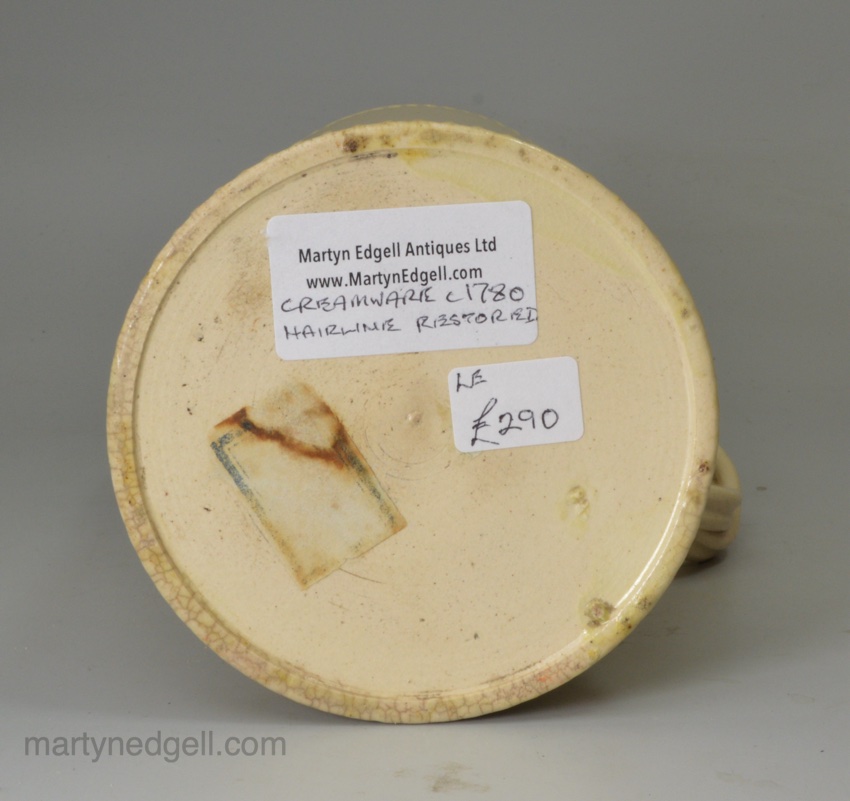 Martyn Edgell Antiques Ltd
www.MartynEdgell.com
CREAMWARE c1780
HAIRLINE RESTORED
LE
£290
martynedgell.com